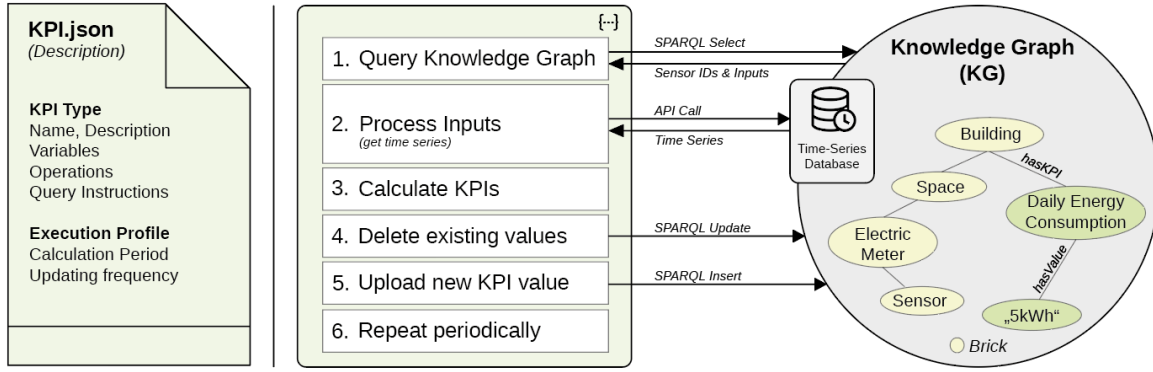 KPI.json
(Description)
KPI Type
Name, Description
Variables
Operations
Query Instructions
Execution Profile
Calculation Period
Updating frequency
{---}
1. Query Knowledge Graph
2. Process Inputs
(get time series)
3. Calculate KPIs
4. Delete existing values
5. Upload new KPI value
6. Repeat periodically
SPARQL Select
Sensor IDs & Inputs
API Call
Time Series
SPARQL Update
SPARQL Insert
Time-Series
Database
Knowledge Graph
(KG)
Building
hasKPI
Space
Daily Energy
Consumption
Electric
Meter
hasValue
Sensor
„5kWh“
Brick